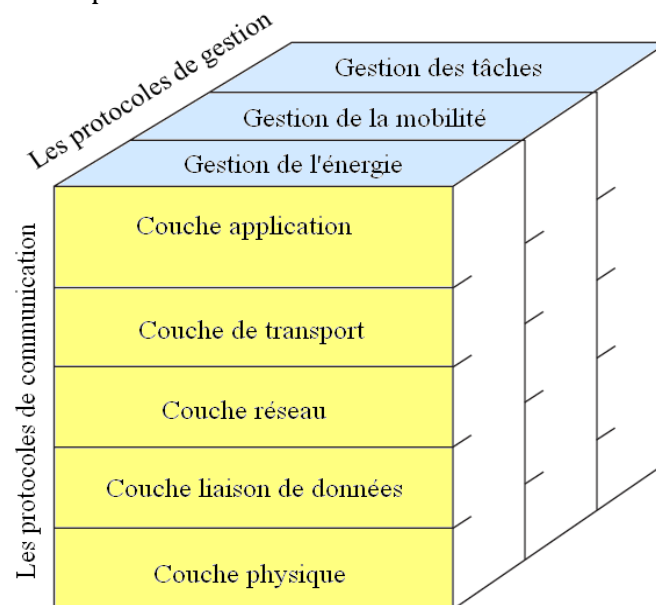 Les protocoles de gestion
Gestion des tâches
Gestion de la mobilité
Gestion de l'énergie
Les protocoles de communication
Couche application
Couche de transport
Couche réseau
Couche liaison de données
Couche physique